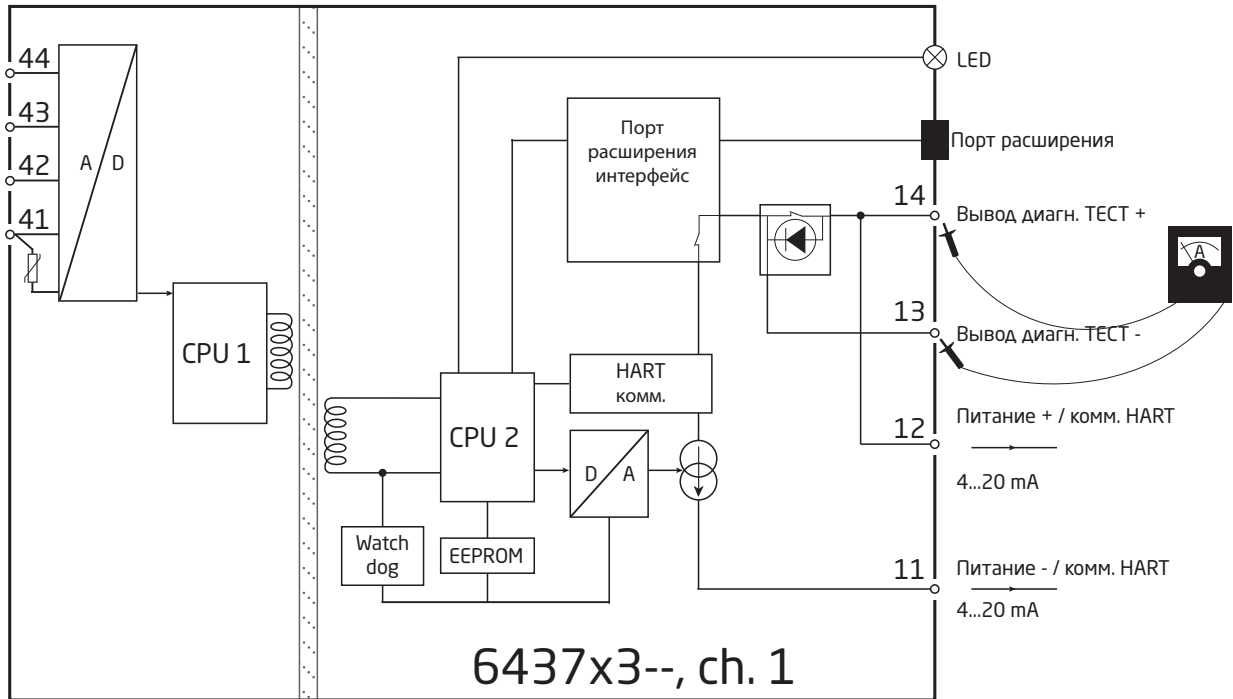 44
43
42
41
A / D
CPU 1
LED
Порт
расширения
интерфейс
Порт расширения
14
Вывод диагн. ТЕСТ +
A
13
Вывод диагн. ТЕСТ -
HART
комм.
CPU 2
D / A
12
Питание + / комм. HART
4...20 mA
Watch
dog
EEPROM
11
Питание - / комм. HART
4...20 mA
6437x3--, ch. 1